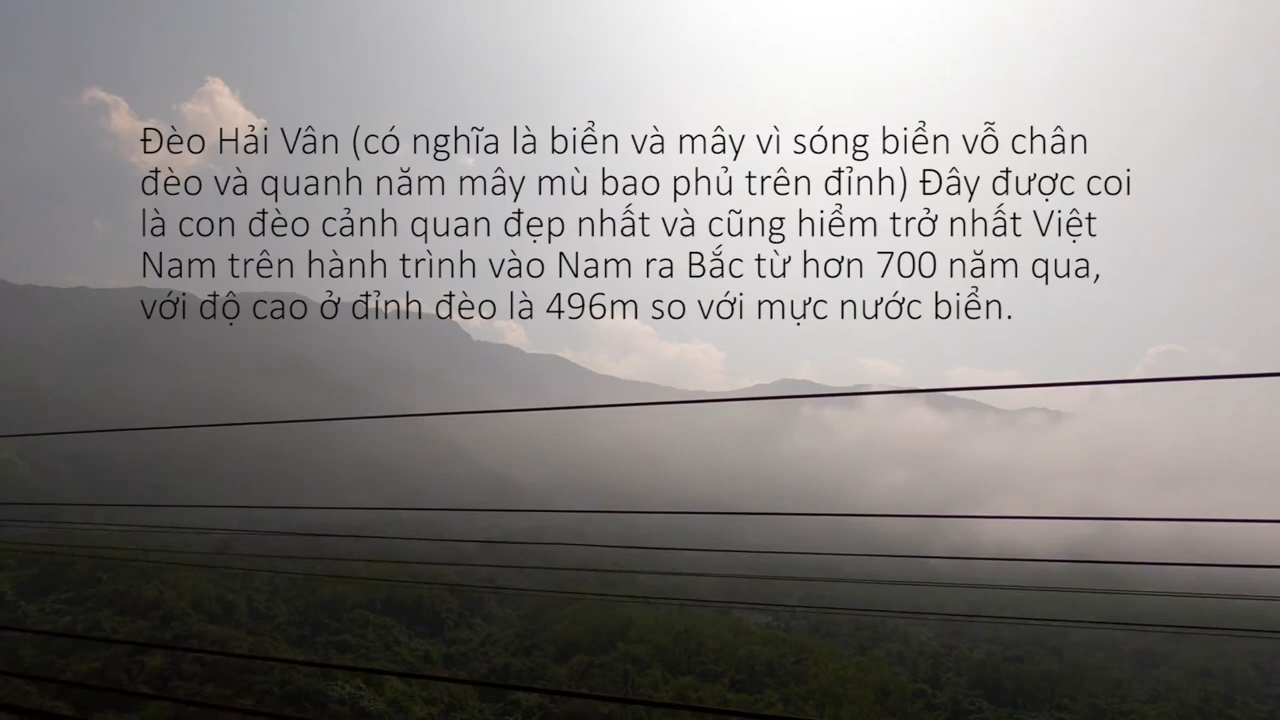 Đèo Hải Vân (có nghĩa là biển và mây vì sóng biển vỗ chân
đèo và quanh năm mây mù bao phủ trên đỉnh) Đây được coi
là con đèo cảnh quan đẹp nhất và cũng hiểm trở nhất Việt
Nam trên hành trình vào Nam ra Bắc từ hơn 700 năm qua,
với độ cao ở đỉnh đèo là 496m so với mực nước biển.